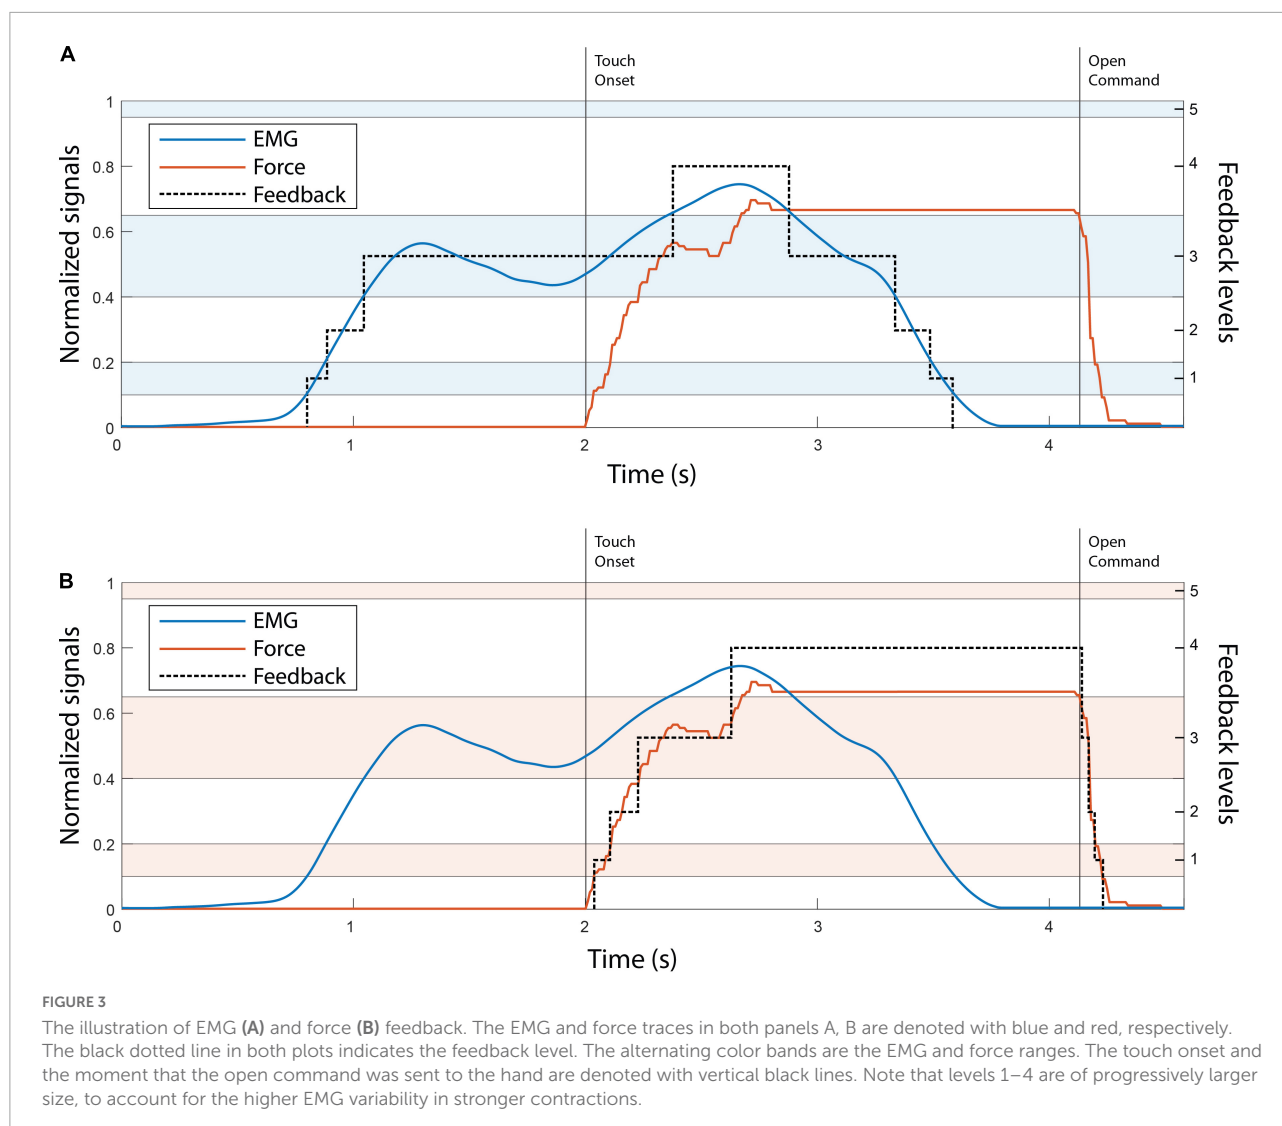 A
Touch
Onset
Open
Command
1
0.8
0.6
0.4
0.2
0
Normalized signals
EMG
Force
Feedback
5
4
3
2
1
Feedback levels
0
1
2
3
4
Time (s)
B
Touch
Onset
Open
Command
1
0.8
0.6
0.4
0.2
0
Normalized signals
EMG
Force
Feedback
5
4
3
2
1
Feedback levels
0
1
2
3
4
Time (s)
FIGURE 3
The illustration of EMG (A) and force (B) feedback. The EMG and force traces in both panels A, B are denoted with blue and red, respectively.
The black dotted line in both plots indicates the feedback level. The alternating color bands are the EMG and force ranges. The touch onset and
the moment that the open command was sent to the hand are denoted with vertical black lines. Note that levels 1–4 are of progressively larger
size, to account for the higher EMG variability in stronger contractions.